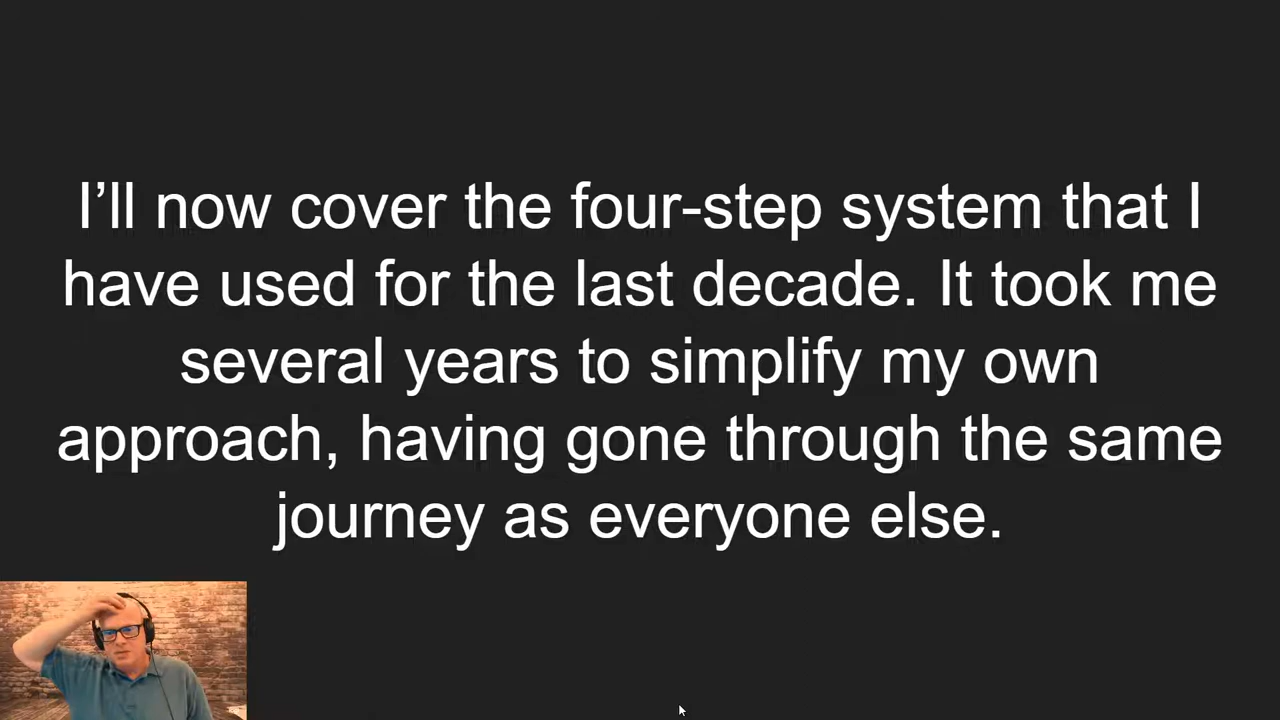 I’ll now cover the four-step system that I
have used for the last decade. It took me
several years to simplify my own
approach, having gone through the same
journey as everyone else.